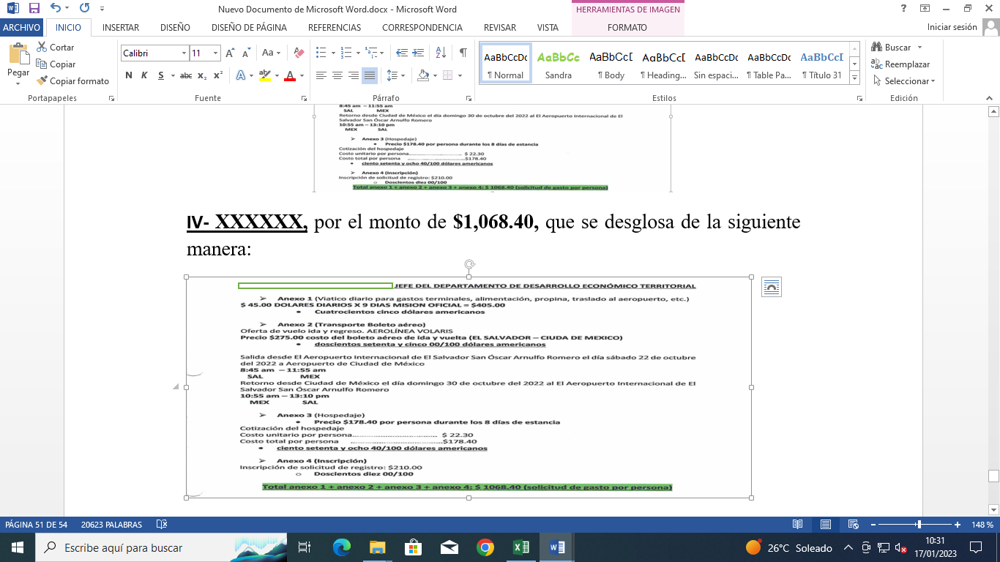 Nuevo Documento de Microsoft Word.docx - Microsoft Word
HERRAMIENTAS DE IMAGEN
ARCHIVO INICIO INSERTAR DISEÑO DISEÑO DE PÁGINA REFERENCIAS CORRESPONDENCIA REVISAR VISTA FORMATO Iniciar sesión
Pegar
Cortar
Copiar
Copiar formato
Portapapeles
Calibri 11
N K S abc x₂ x²
Fuente
Párrafo
AaBbCcDc AaBbCc AaBbCcD AaBbCcD AaBbCcDc AaBbCcDc AaBbCcD
¶ Normal Sandra ¶ Body ¶ Heading... Sin espaci... ¶ Table Pa... ¶ Título 31
Estilos
Buscar
Reemplazar
Seleccionar
Edición
8:45 am – 11:55 am
SAL MEX
Retorno desde Ciudad de México el día domingo 30 de octubre del 2022 al El Aeropuerto Internacional de El
Salvador San Óscar Arnulfo Romero
10:55 am – 13:10 pm
MEX SAL
➢ Anexo 3 (Hospedaje)
• Precio $178.40 por persona durante los 8 días de estancia
Cotización del hospedaje
Costo unitario por persona.......................................... $ 22.30
Costo total por persona ..........................................$178.40
• ciento setenta y ocho 40/100 dólares americanos
➢ Anexo 4 (Inscripción)
Inscripción de solicitud de registro: $210.00
o Doscientos diez 00/100
Total anexo 1 + anexo 2 + anexo 3 + anexo 4: $ 1068.40 (solicitud de gasto por persona)
IV- XXXXXX, por el monto de $1,068.40, que se desglosa de la siguiente
manera:
JEFE DEL DEPARTAMENTO DE DESARROLLO ECONÓMICO TERRITORIAL
➢ Anexo 1 (Viatico diario para gastos terminales, alimentación, propina, traslado al aeropuerto, etc.)
$ 45.00 DOLARES DIARIOS X 9 DIAS MISION OFICIAL = $405.00
• Cuatrocientos cinco dólares americanos
➢ Anexo 2 (Transporte Boleto aéreo)
Oferta de vuelo ida y regreso. AEROLÍNEA VOLARIS
Precio $275.00 costo del boleto aéreo de ida y vuelta (EL SALVADOR – CIUDA DE MEXICO)
• doscientos setenta y cinco 00/100 dólares americanos
Salida desde El Aeropuerto Internacional de El Salvador San Óscar Arnulfo Romero el día sábado 22 de octubre
del 2022 a Aeropuerto de Ciudad de México
8:45 am – 11:55 am
SAL MEX
Retorno desde Ciudad de México el día domingo 30 de octubre del 2022 al El Aeropuerto Internacional de El
Salvador San Óscar Arnulfo Romero
10:55 am – 13:10 pm
MEX SAL
➢ Anexo 3 (Hospedaje)
• Precio $178.40 por persona durante los 8 días de estancia
Cotización del hospedaje
Costo unitario por persona.......................................... $ 22.30
Costo total por persona ..........................................$178.40
• ciento setenta y ocho 40/100 dólares americanos
➢ Anexo 4 (Inscripción)
Inscripción de solicitud de registro: $210.00
o Doscientos diez 00/100
Total anexo 1 + anexo 2 + anexo 3 + anexo 4: $ 1068.40 (solicitud de gasto por persona)
PÁGINA 51 DE 54 20623 PALABRAS 148 %
Escribe aquí para buscar
26°C Soleado
10:31
17/01/2023